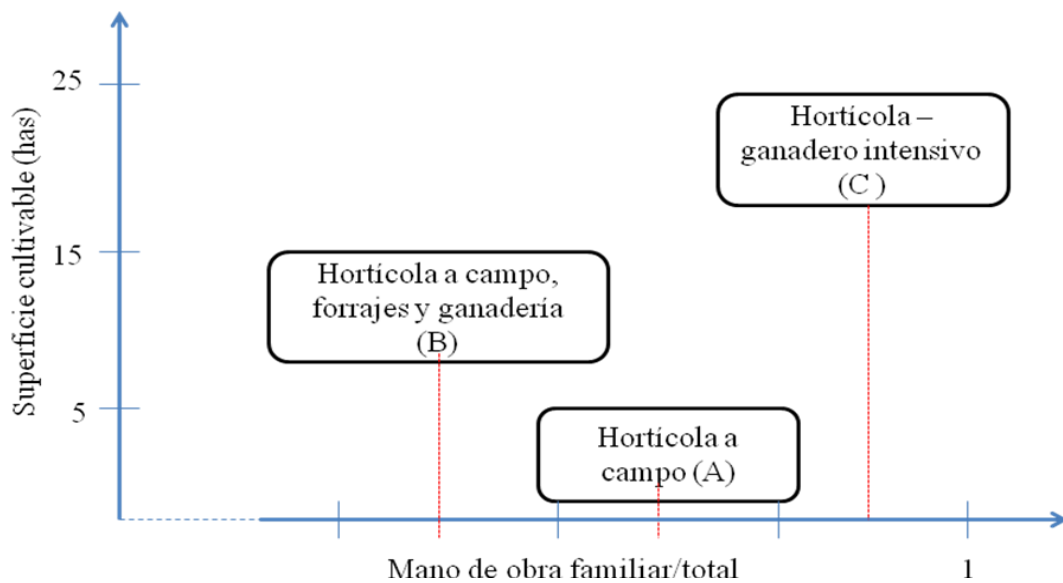 25
Superficie cultivable (has)
Hortícola –
ganadero intensivo
(C )
15
Hortícola a campo,
forrajes y ganadería
(B)
5
Hortícola a
campo (A)
Mano de obra familiar/total
1